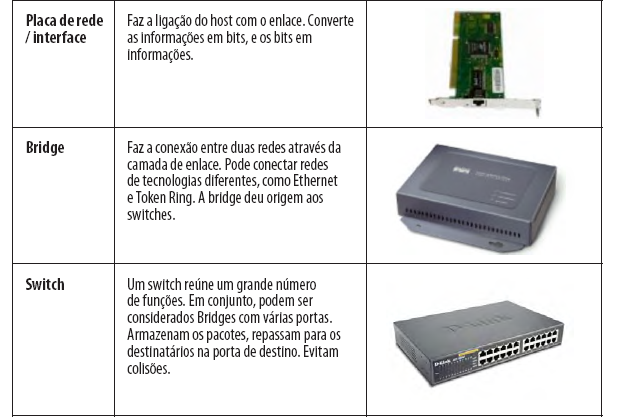 Placa de rede
/ interface
Faz a ligação do host com o enlace. Converte
as informações em bits, e os bits em
informações.
Bridge
Faz a conexão entre duas redes através da
camada de enlace. Pode conectar redes
de tecnologias diferentes, como Ethernet
e Token Ring. A bridge deu origem aos
switches.
Switch
Um switch reúne um grande número
de funções. Em conjunto, podem ser
considerados Bridges com várias portas.
Armazenam os pacotes, repassam para os
destinatários na porta de destino. Evitam
colisões.
D-Link
D-Link